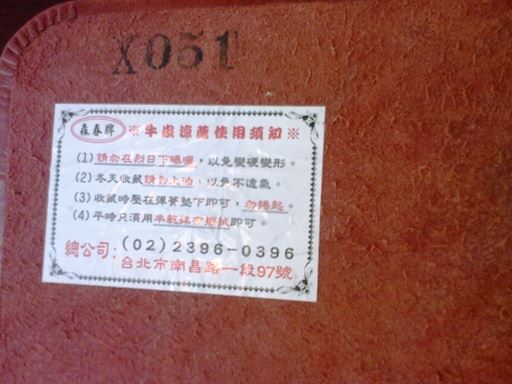 X051
森春牌 ※牛皮涼蓆使用須知※
(1)請勿在烈日下曝曬，以免變硬變形。
(2)冬天收藏請勿上油，以免不透氣。
(3)收藏時壓在彈簧墊下即可，勿捲起。
(4)平時只須用半乾抹布擦拭即可。
總公司：(02)2396-0396
台北市南昌路一段97號